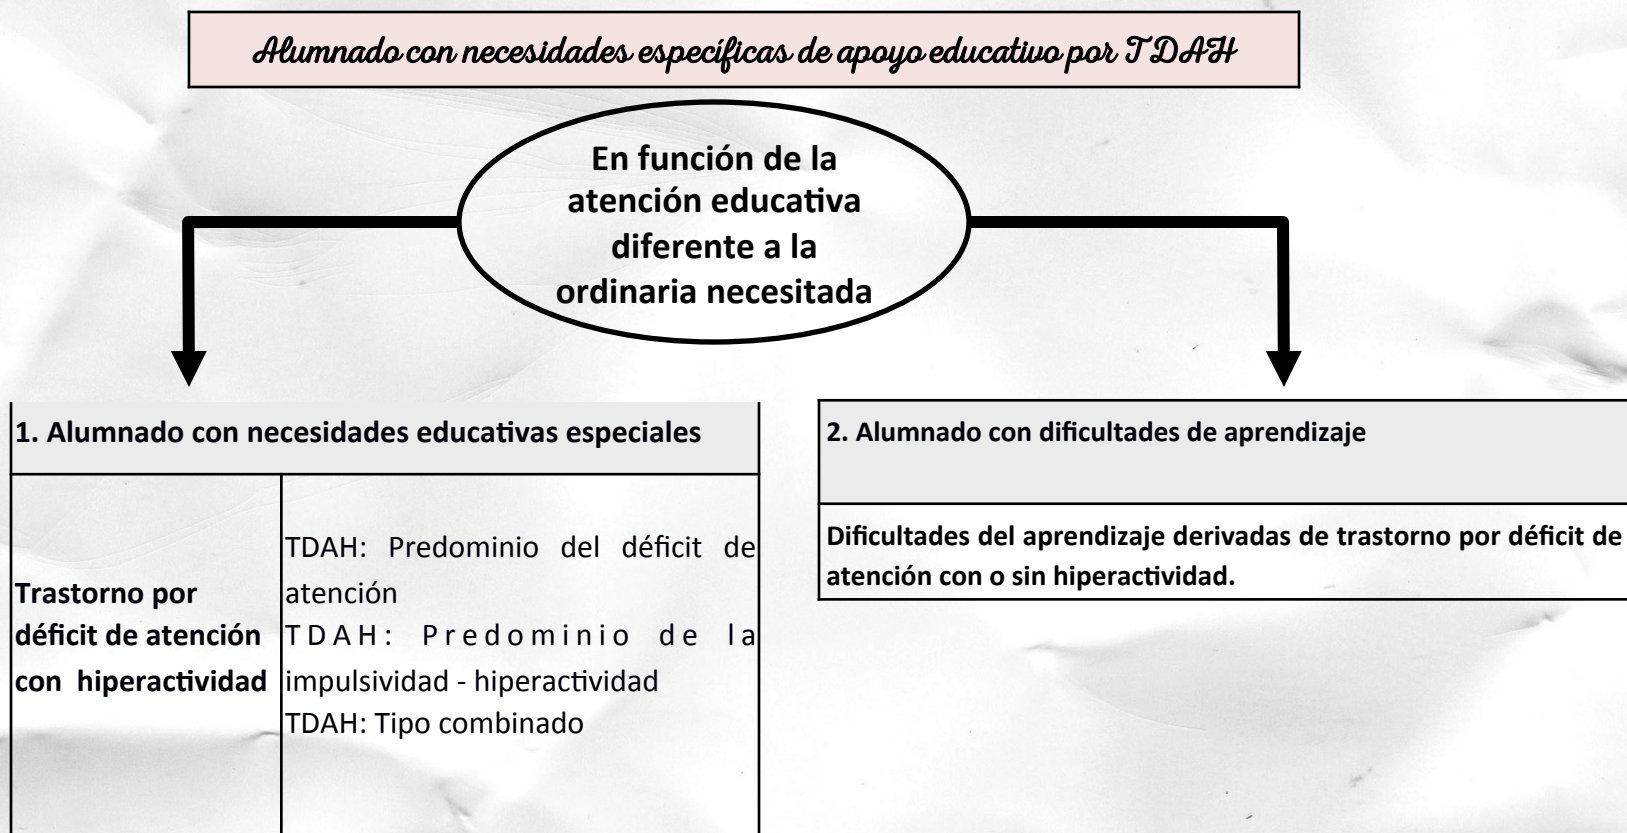 Alumnado con necesidades específicas de apoyo educativo por TDAH
En función de la
atención educativa
diferente a la
ordinaria necesitada
1. Alumnado con necesidades educativas especiales
Trastorno por
déficit de atención
con hiperactividad
TDAH: Predominio del déficit de
atención
TDAH: Predominio de la
impulsividad - hiperactividad
TDAH: Tipo combinado
2. Alumnado con dificultades de aprendizaje
Dificultades del aprendizaje derivadas de trastorno por déficit de
atención con o sin hiperactividad.